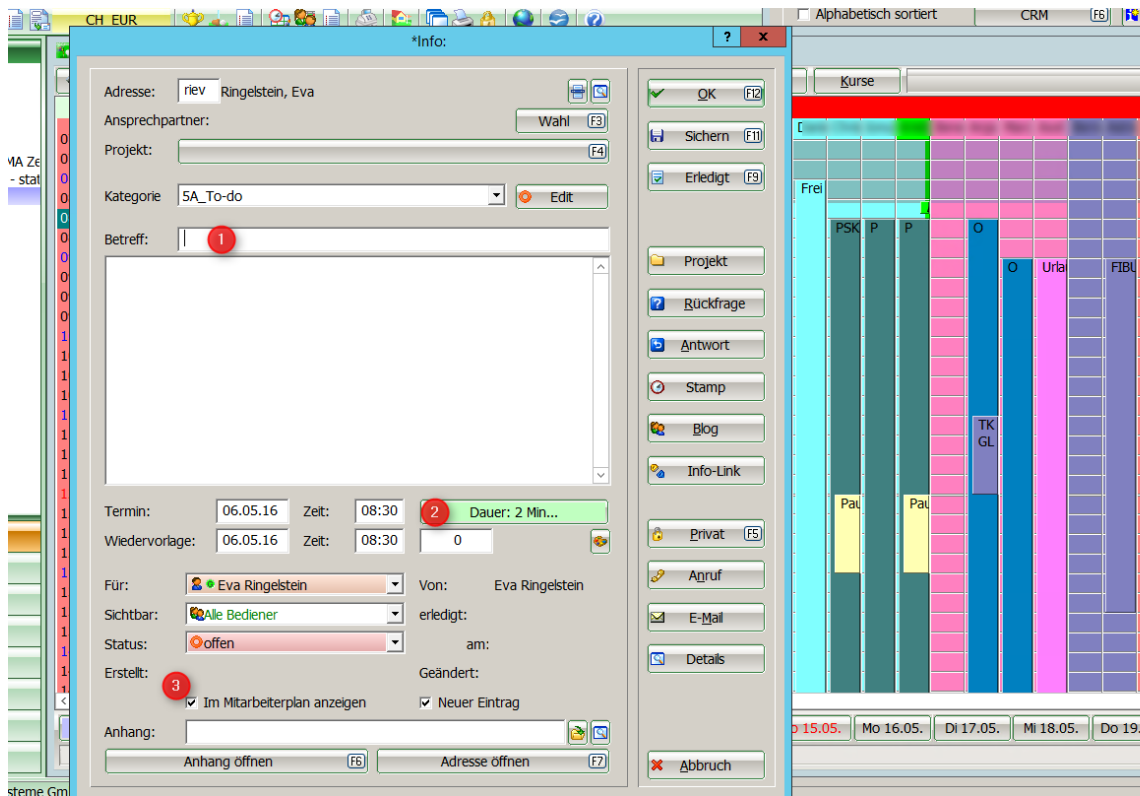 CH EUR
Alphabetisch sortiert
CRM F6
*Info:
? x
Adresse: riev Ringelstein, Eva
Ansprechpartner: Wahl F3
Projekt: F4
Kategorie 5A_To-do Edit
Betreff: 1
Termin: 06.05.16 Zeit: 08:30 2 Dauer: 2 Min...
Wiedervorlage: 06.05.16 Zeit: 08:30 0
Für: Eva Ringelstein Von: Eva Ringelstein
Sichtbar: Alle Bediener erledigt:
Status: offen am:
Erstellt: Geändert:
3
Im Mitarbeiterplan anzeigen Neuer Eintrag
Anhang:
Anhang öffnen F6 Adresse öffnen F7
OK F12
Sichern F11
Erledigt F9
Projekt
Rückfrage
Antwort
Stamp
Blog
Info-Link
Privat F5
Anruf
E-Mail
Details
Abbruch
Kurse
Frei
PSK P P O
O Urlau FIBU
TK
GL
Pau Pau
15.05. Mo 16.05. Di 17.05. Mi 18.05. Do 19.
MA Ze
- stat
steme Gm